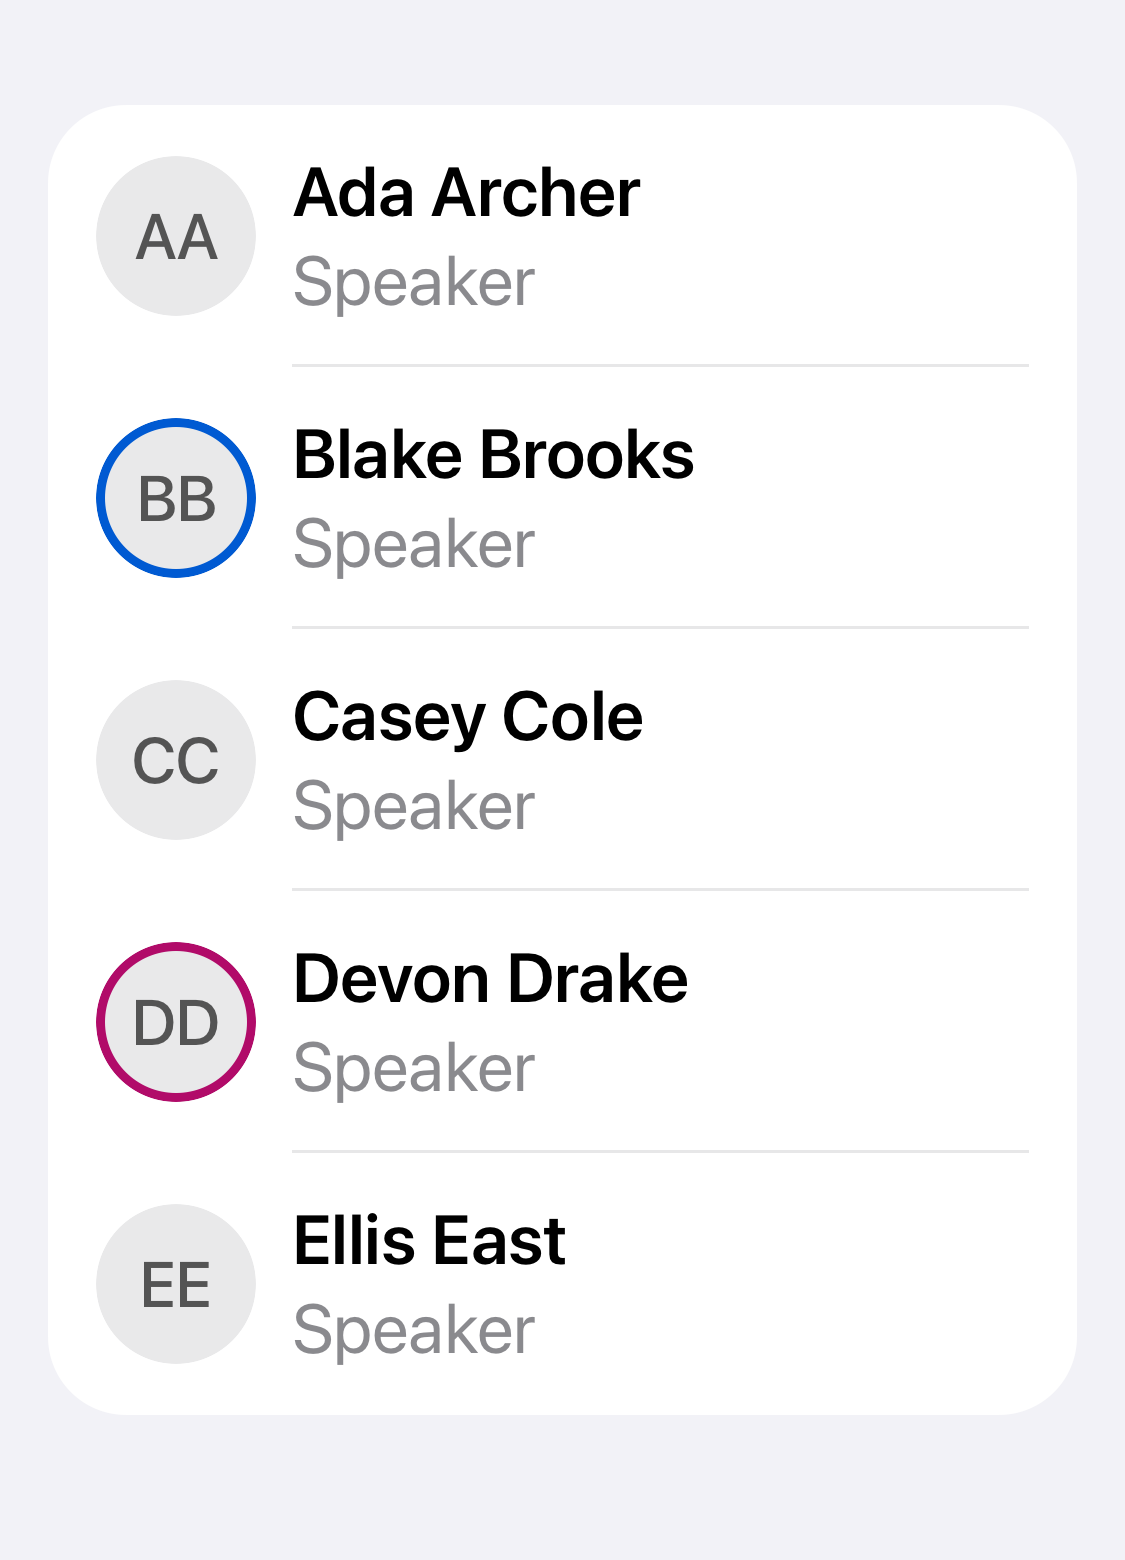 AA
Ada Archer
Speaker
BB
Blake Brooks
Speaker
CC
Casey Cole
Speaker
DD
Devon Drake
Speaker
EE
Ellis East
Speaker